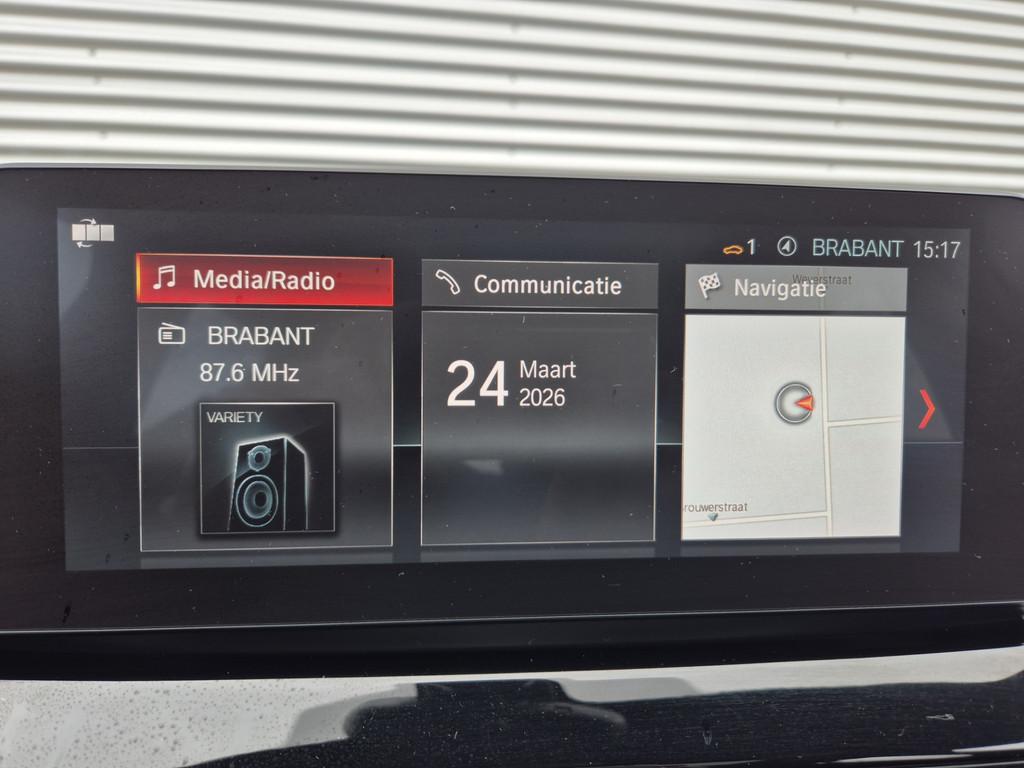 1 BRABANT 15:17
Media/Radio
BRABANT
87.6 MHz
VARIETY
Communicatie
24 Maart
2026
Weverstraat
Navigatie
rouwerstraat